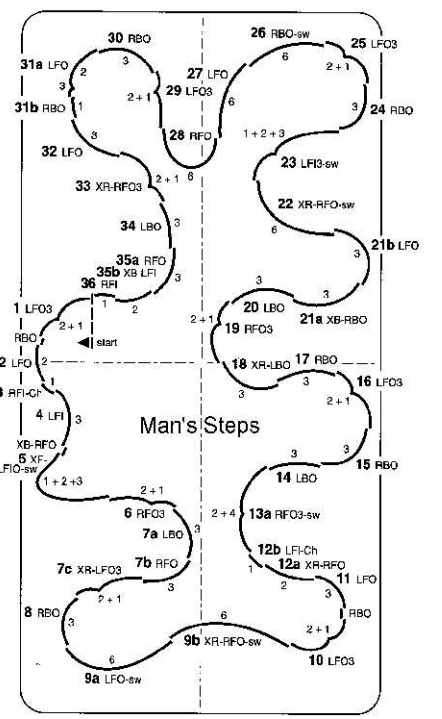 30 RBO
26 RBO-sw
25 LFO3
31a LFO
2
3
27 LFO
6
2 + 1
3
2 + 1
29 LFO3
31b RBO
1
6
3
24 RBO
28 RFO
1 + 2 + 3
3
32 LFO
23 LFI3-sw
2 + 1
6
33 XR-RFO3
22 XR-RFO-sw
34 LBO
3
6
21b LFO
3
35a RFO
35b XB-LFI
36 RFI
3
3
3
1
2
20 LBO
1 LFO3
2 + 1
2 + 1
21a XB-RBO
19 RFO3
RBO
start
2 LFO
2
18 XR-LBO
17 RBO
16 LFO3
1
3
3
2 + 1
RFI-Ch
4 LFI
3
Man's Steps
XB-RFO
5 XF-
LFIO-sw
3
3
15 RBO
14 LBO
1 + 2 + 3
2 + 1
6 RFO3
2 + 4
13a RFO3-sw
7a LBO
3
12b LFI-Ch
7b RFO
12a XR-RFO
7c XR-LFO3
1
11 LFO
3
2
3
2 + 1
8 RBO
RBO
3
6
2 + 1
9b XR-RFO-sw
6
10 LFO3
9a LFO-sw